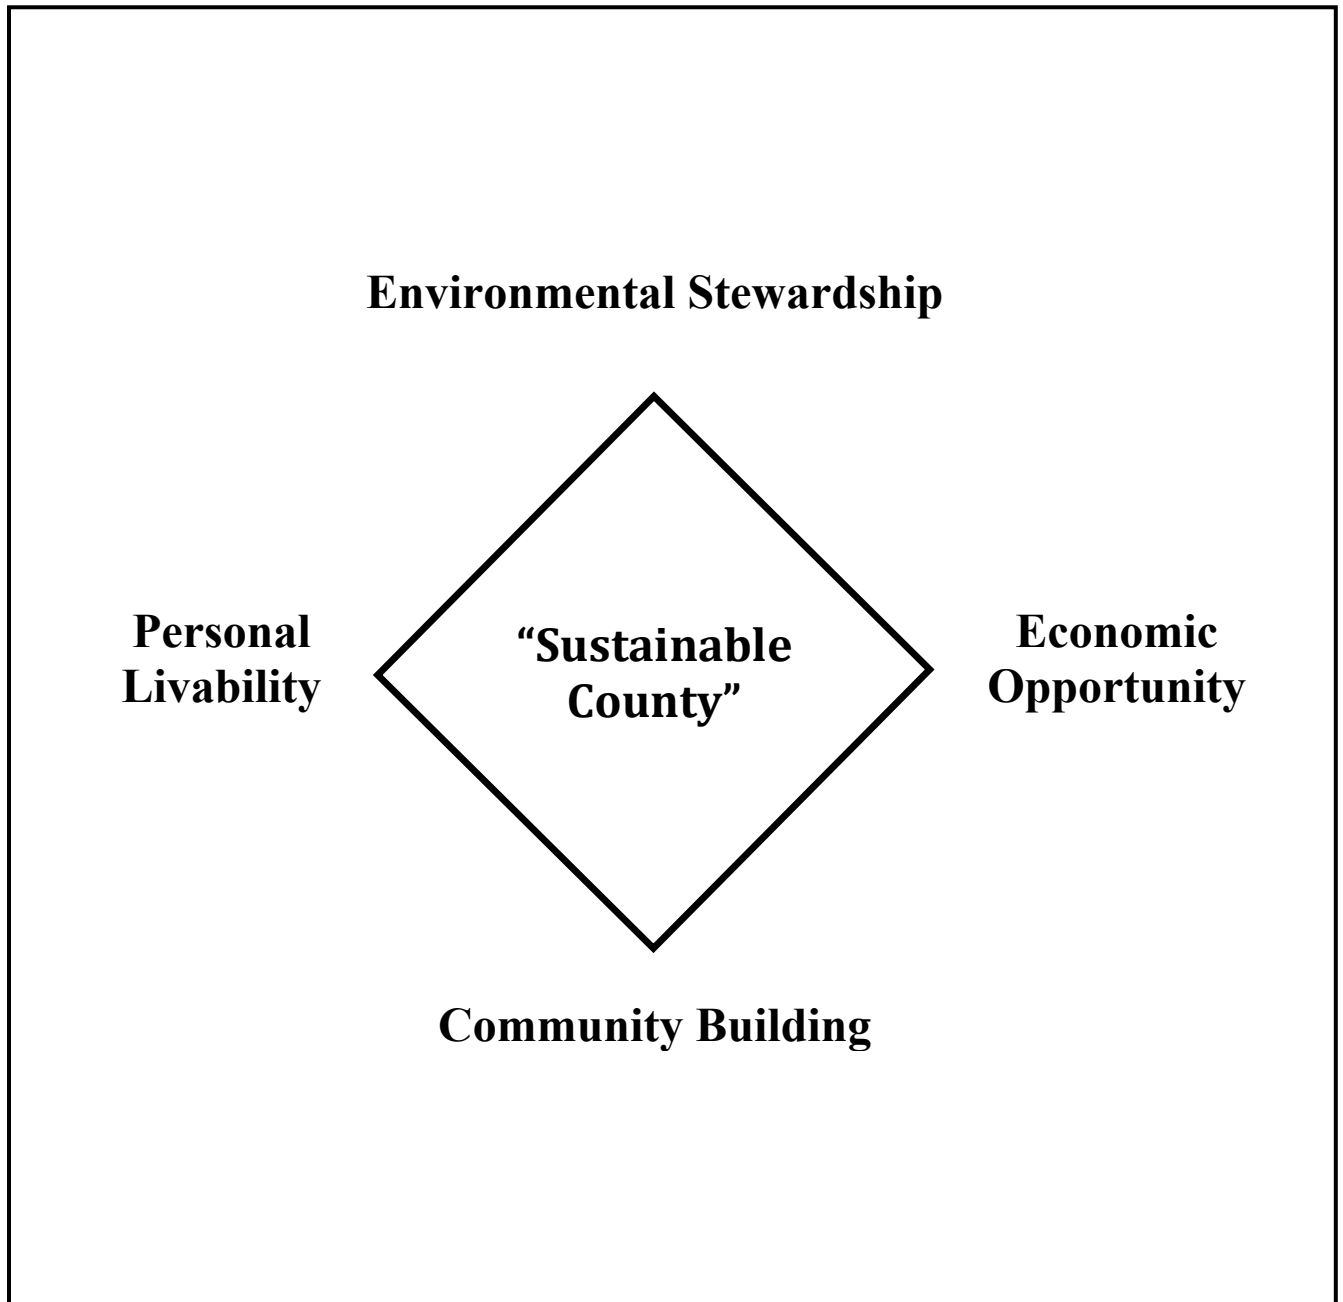 Environmental Stewardship
Personal
Livability
“Sustainable
County”
Economic
Opportunity
Community Building